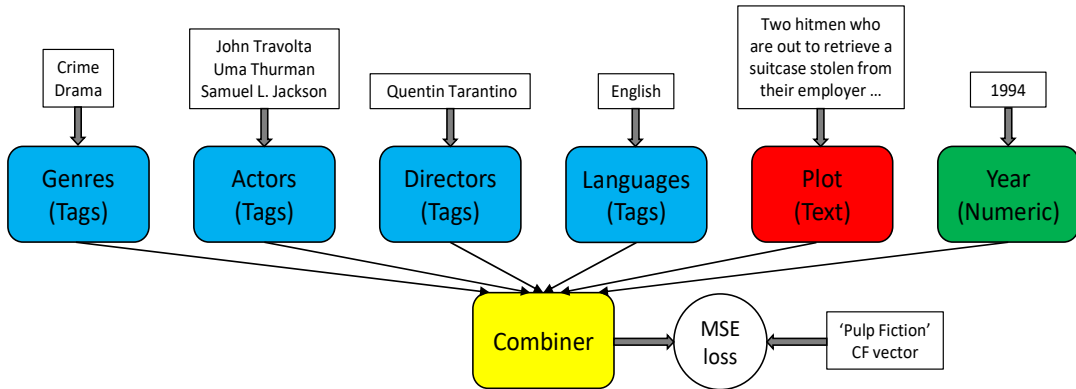 Crime
Drama
John Travolta
Uma Thurman
Samuel L. Jackson
Quentin Tarantino
English
Two hitmen who
are out to retrieve a
suitcase stolen from
their employer ...
1994
Genres
(Tags)
Actors
(Tags)
Directors
(Tags)
Languages
(Tags)
Plot
(Text)
Year
(Numeric)
Combiner
MSE
loss
‘Pulp Fiction’
CF vector